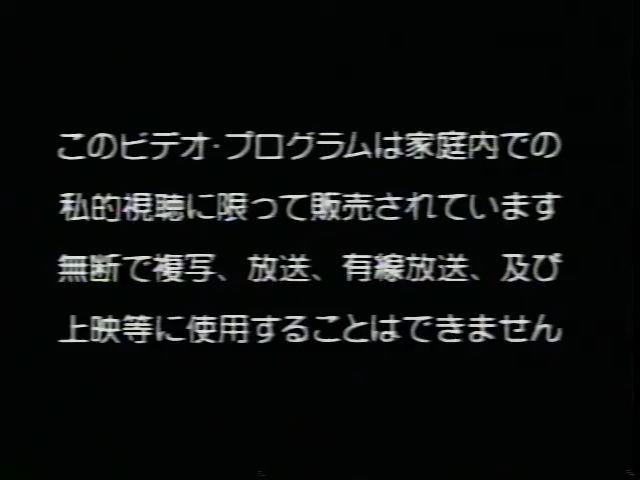 このビデオ・プログラムは家庭内での
私的視聴に限って販売されています
無断で複写、放送、有線放送、及び
上映等に使用することはできません